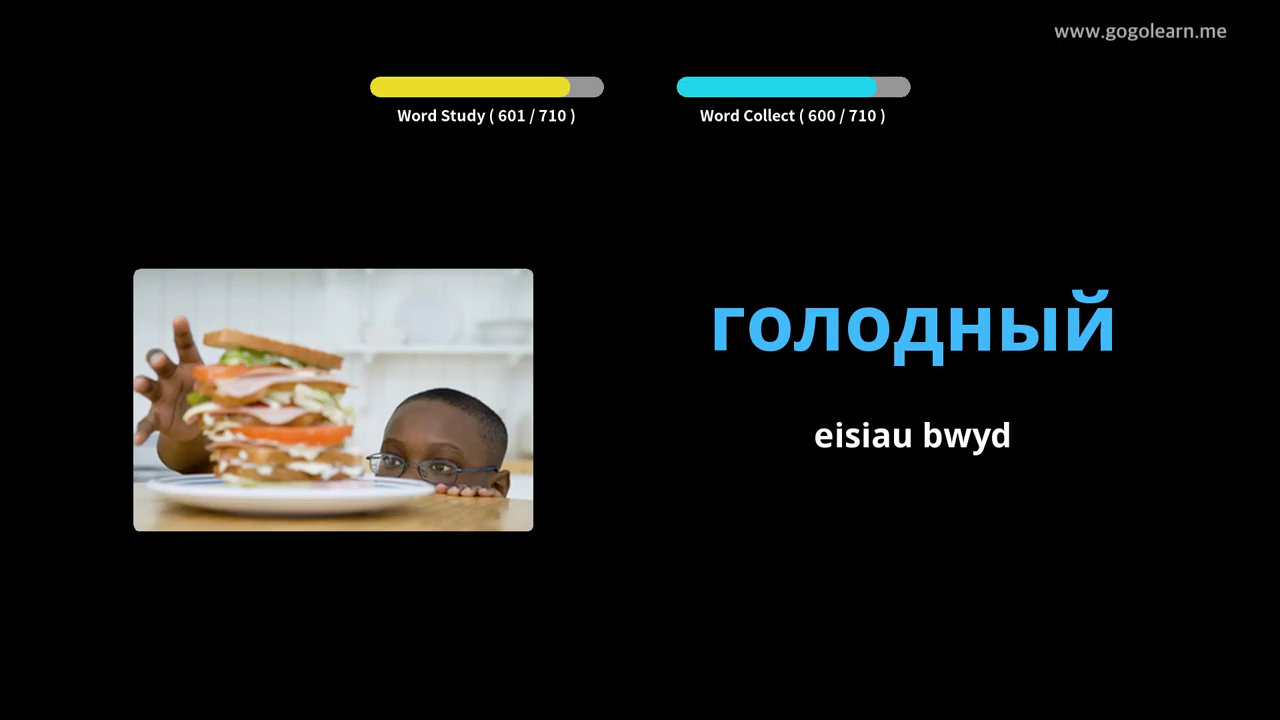 www.gogolearn.me
Word Study ( 601 / 710 )
Word Collect ( 600 / 710 )
голодный
eisiau bwyd